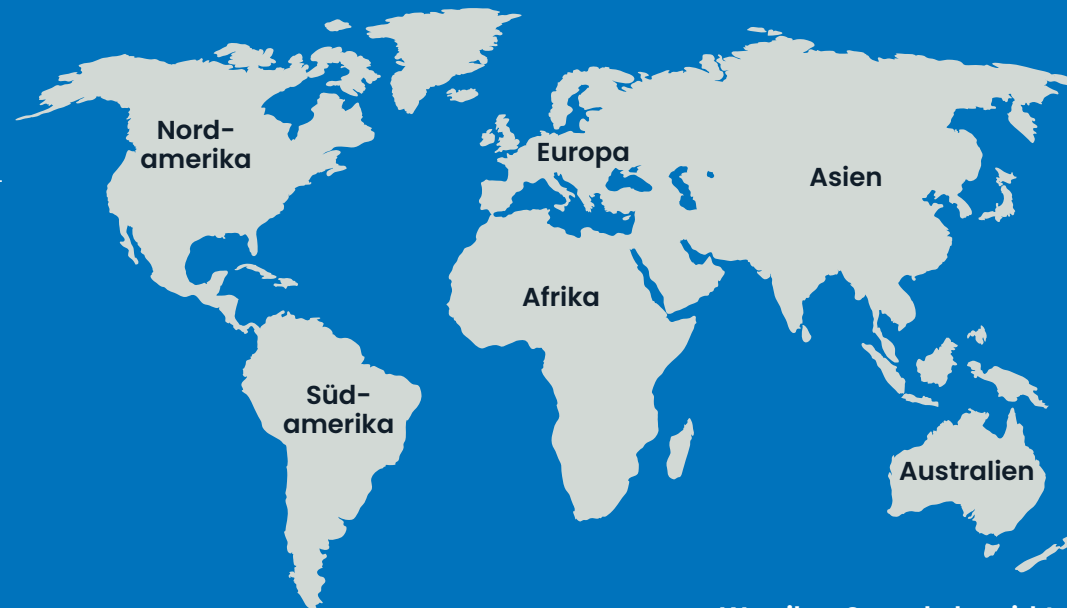 Nord-
amerika
Europa
Asien
Afrika
Süd-
amerika
Australien